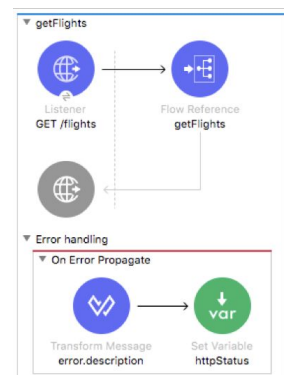 getFlights
Listener
GET /flights
Flow Reference
getFlights
Error handling
On Error Propagate
Transform Message
error.description
var
Set Variable
httpStatus